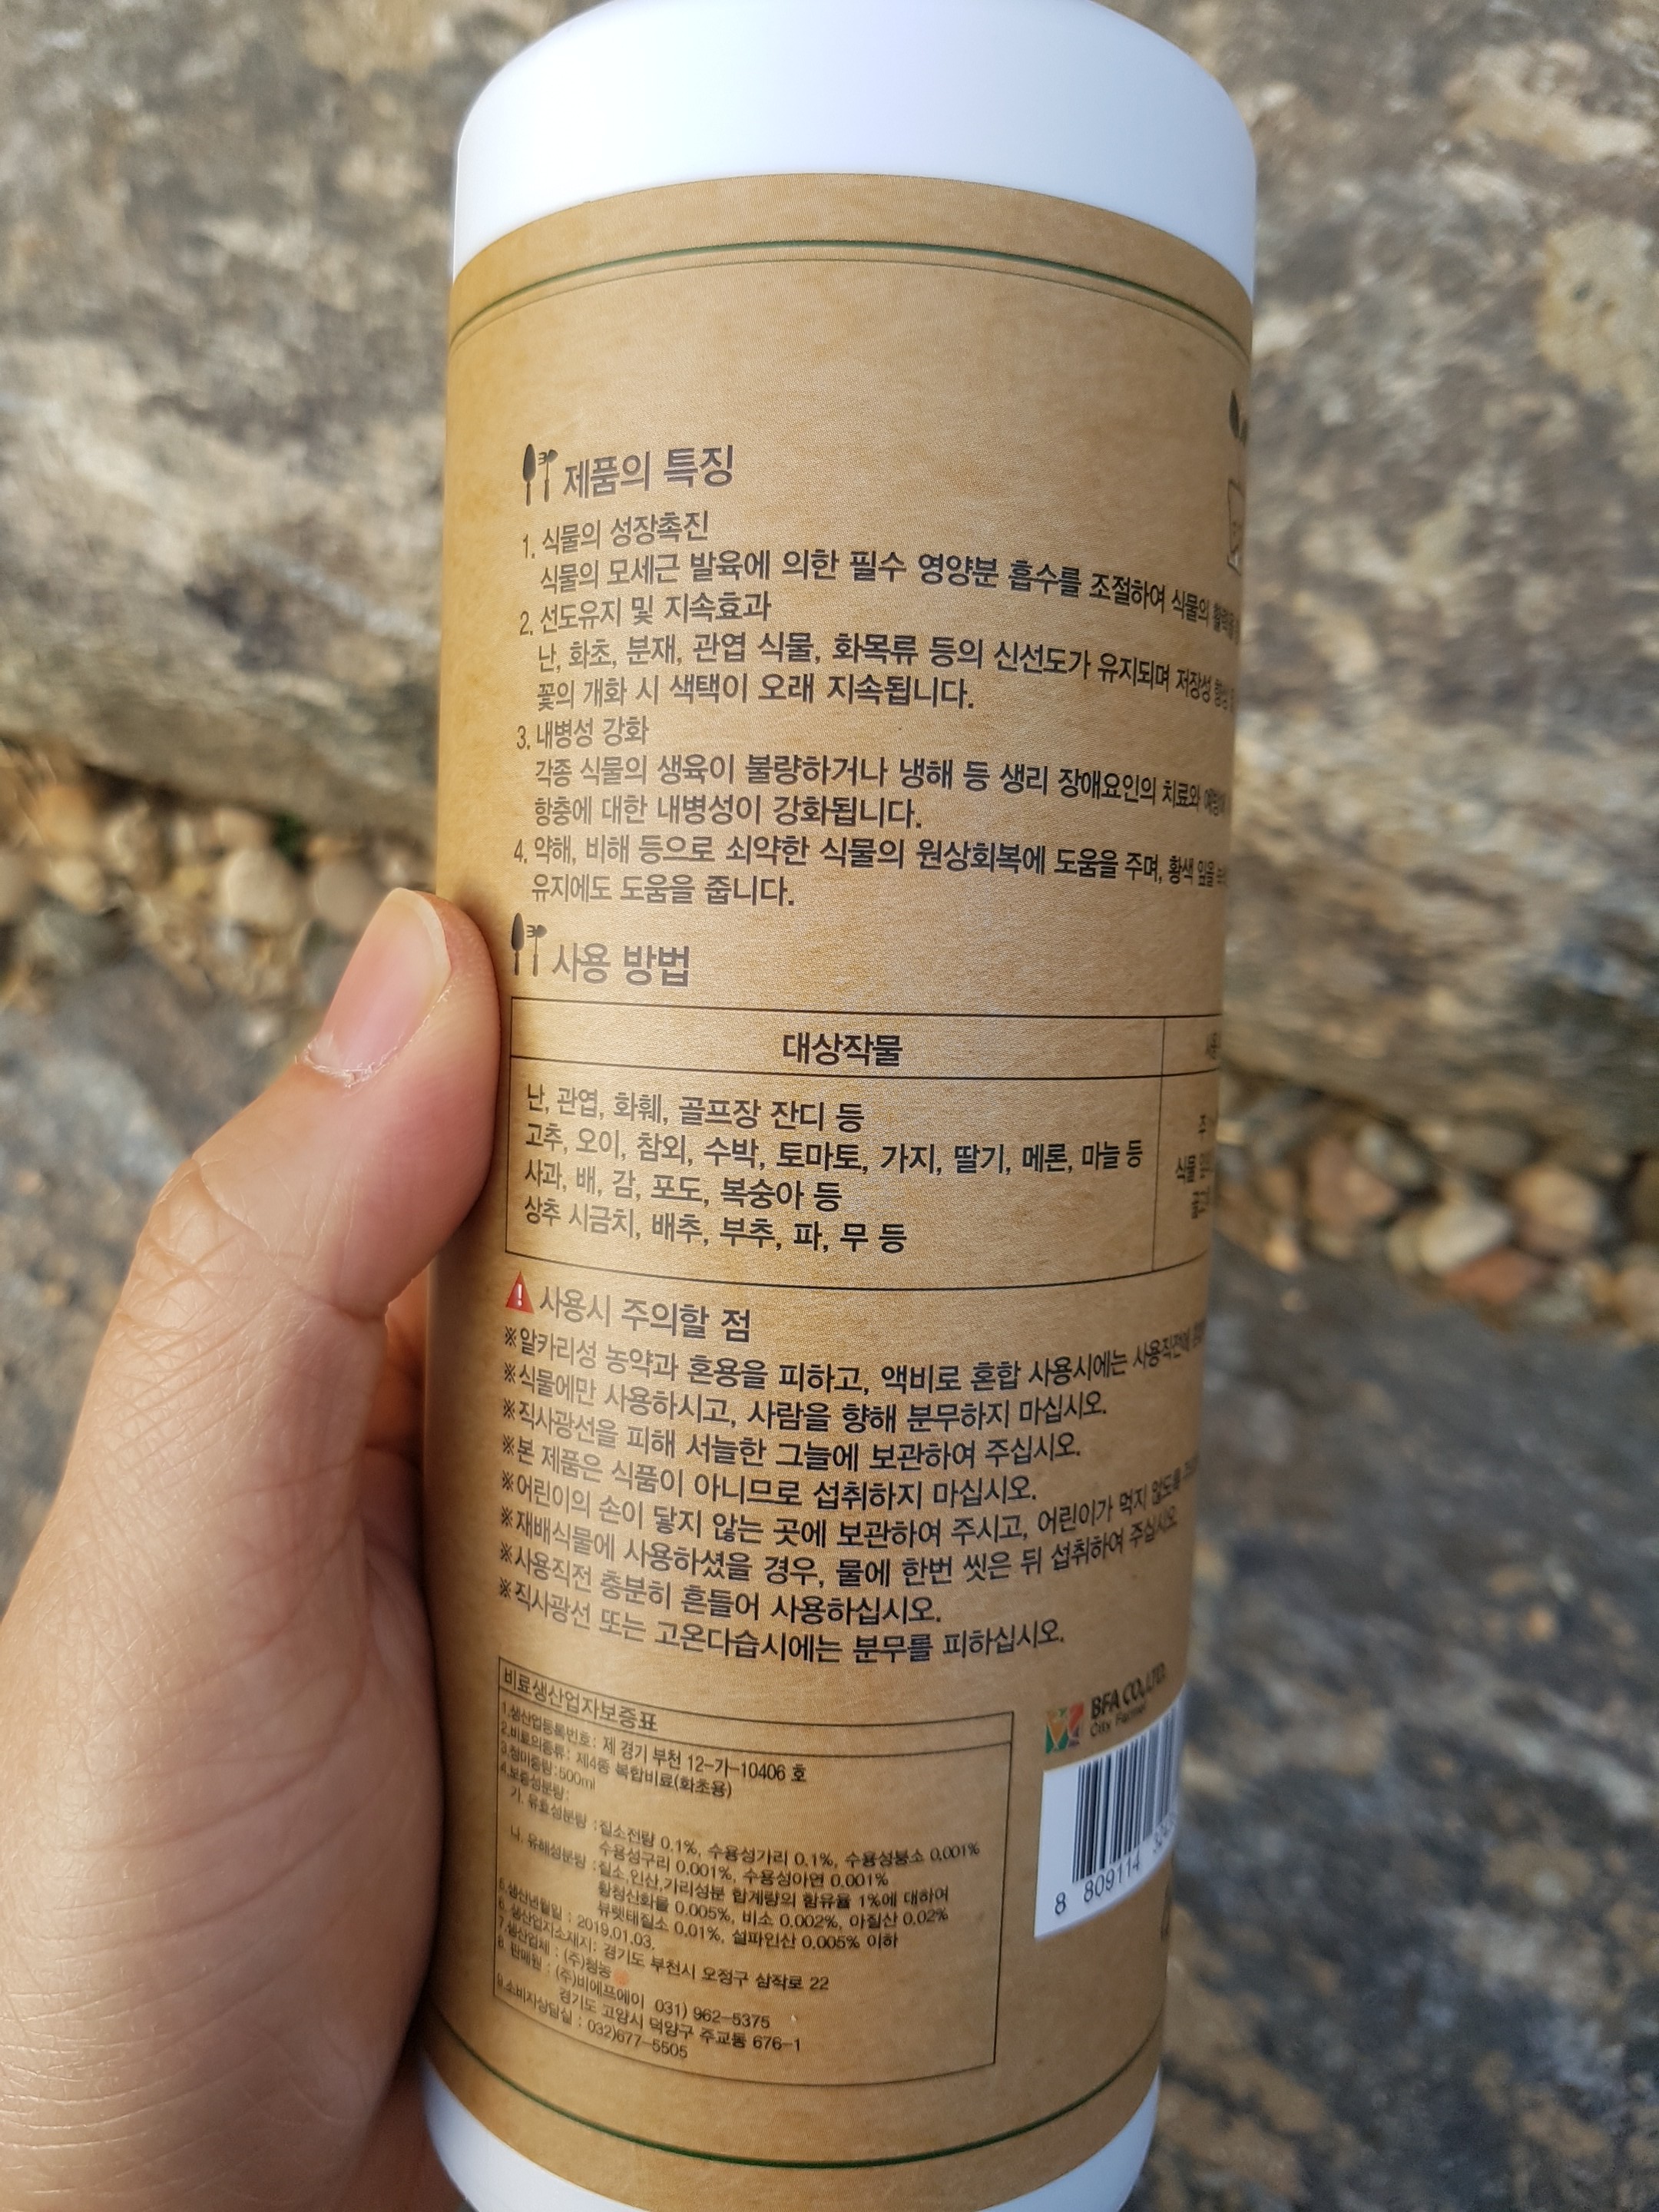 제품의 특징
1. 식물의 성장촉진
식물의 모세근 발육에 의한 필수 영양분 흡수를 조절하여 식물의
2. 선도유지 및 지속효과
난, 화초, 분재, 관엽 식물, 화목류 등의 신선도가 유지되며 저장성 향상
꽃의 개화 시 색택이 오래 지속됩니다.
3. 내병성 강화
각종 식물의 생육이 불량하거나 냉해 등 생리 장애요인의 치료와
항충에 대한 내병성이 강화됩니다.
4. 약해, 비해 등으로 쇠약한 식물의 원상회복에 도움을 주며, 황색 잎을
유지에도 도움을 줍니다.
사용 방법
대상작물
난, 관엽, 화훼, 골프장 잔디 등
고추, 오이, 참외, 수박, 토마토, 가지, 딸기, 메론, 마늘 등
식물
사과, 배, 감, 포도, 복숭아 등
상추 시금치, 배추, 부추, 파, 무 등
사용시 주의할 점
※알카리성 농약과 혼용을 피하고, 액비로 혼합 사용시에는 사용직전에
※식물에만 사용하시고, 사람을 향해 분무하지 마십시오.
※직사광선을 피해 서늘한 그늘에 보관하여 주십시오.
※본 제품은 식품이 아니므로 섭취하지 마십시오.
※어린이의 손이 닿지 않는 곳에 보관하여 주시고, 어린이가 먹지 않도록
※재배식물에 사용하셨을 경우, 물에 한번 씻은 뒤 섭취하여 주십시오
※사용직전 충분히 흔들어 사용하십시오.
※직사광선 또는 고온다습시에는 분무를 피하십시오.
비료생산업자보증표
1.생산업등록번호: 제 경기 부천 12-가-10406 호
2.비료의종류: 제4종 복합비료(화초용)
3.정미중량:500ml
4.보증성분량:
가. 유효성분량 :질소전량 0.1%, 수용성가리 0.1%, 수용성붕소 0.001%
수용성구리 0.001%, 수용성아연 0.001%
나. 유해성분량 :질소,인산,가리성분 합계량의 함유율 1%에 대하여
황청산화물 0.005%, 비소 0.002%, 아질산 0.02%
뷰렛태질소 0.01%, 설파민산 0.005% 이하
5.생산년월일 : 2019.01.03.
6. 생산업자소재지: 경기도 부천시 오정구 삼작로 22
7.생산업체 : (주)청농
8. 판매원 : (주)비에프에이 031) 962-5375
경기도 고양시 덕양구 주교동 676-1
9.소비자상담실 : 032)677-5505
BFA CO.,LTD.
City Farmer
8 809114